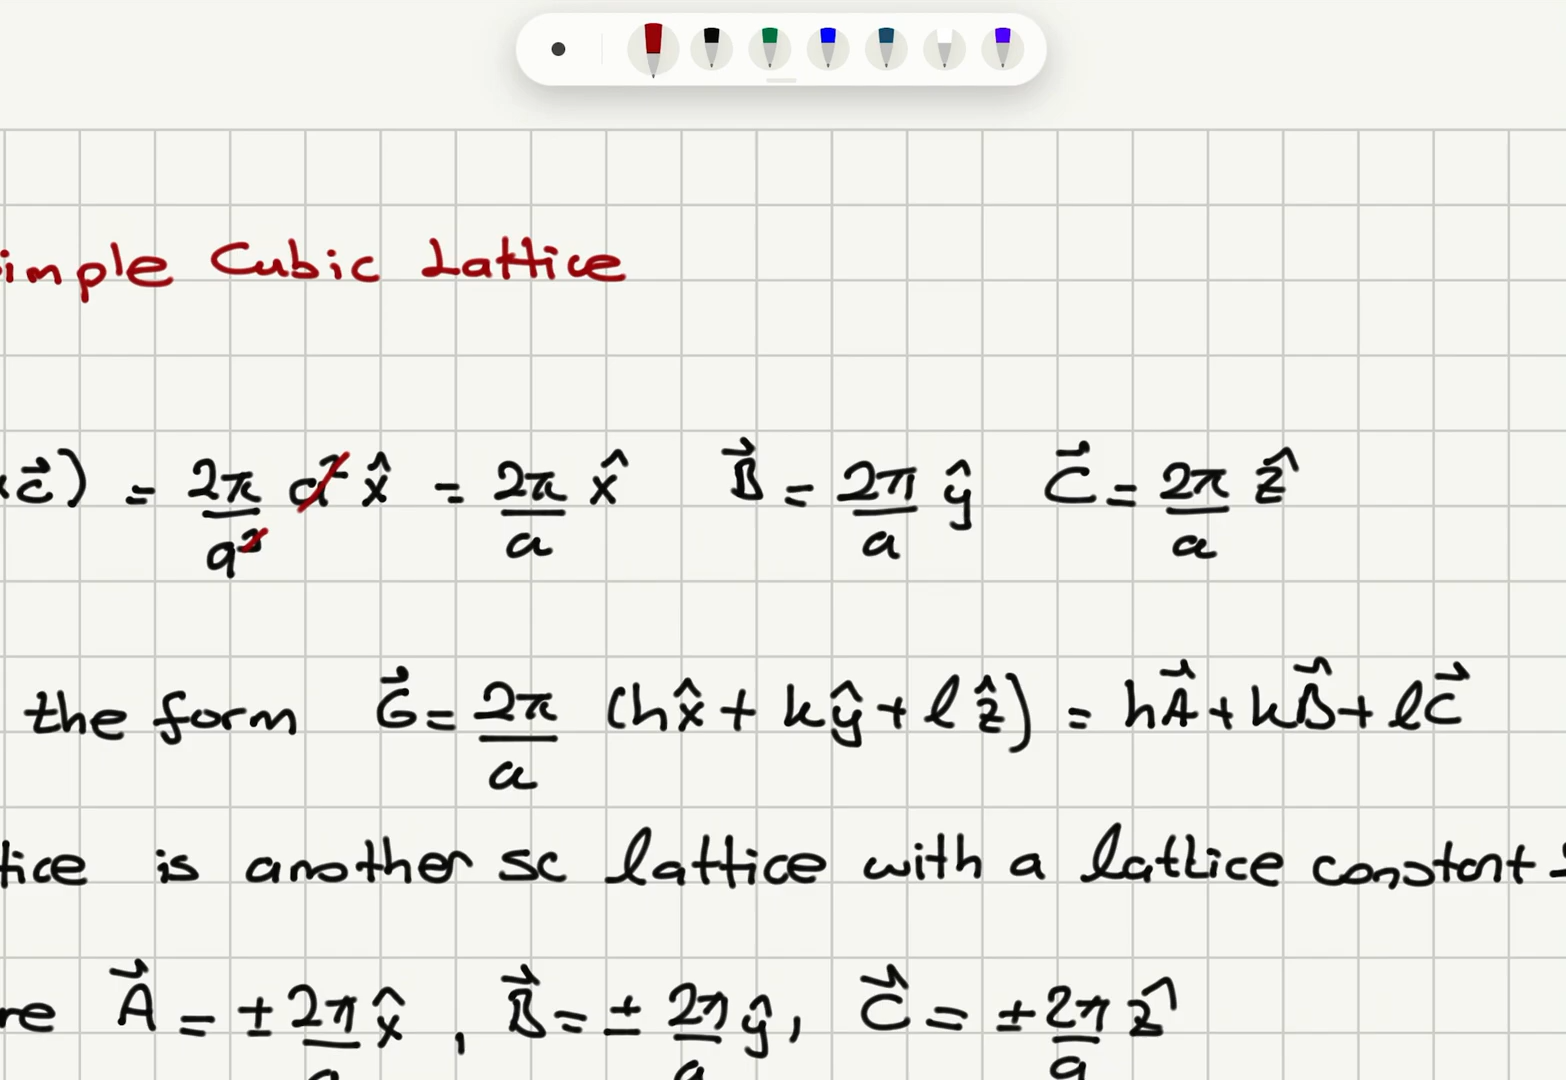 imple Cubic Lattice
×c⃗) = 2π/a³ a² x̂ = 2π/a x̂ B⃗ = 2π/a ŷ C⃗ = 2π/a ẑ
the form G⃗ = 2π/a (hx̂ + kŷ + lẑ) = hA⃗ + kB⃗ + lC⃗
tice is another sc lattice with a lattice constant
re A⃗ = ± 2π/a x̂ , B⃗ = ± 2π/a ŷ, C⃗ = ± 2π/a ẑ